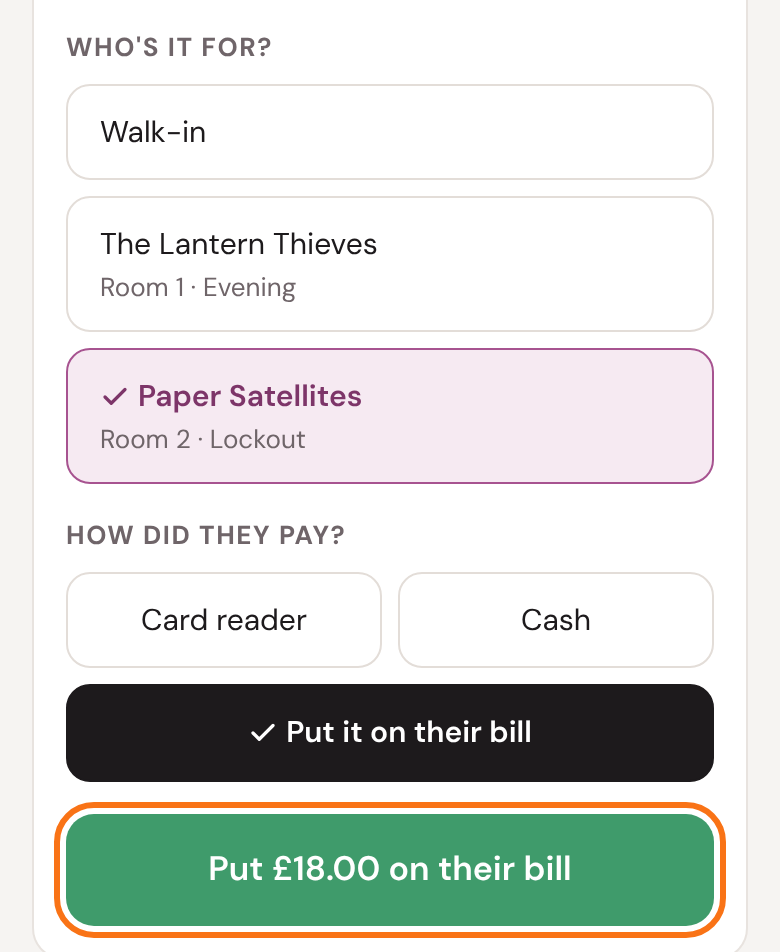 WHO'S IT FOR?
Walk-in
The Lantern Thieves
Room 1 · Evening
Paper Satellites
Room 2 · Lockout
HOW DID THEY PAY?
Card reader
Cash
Put it on their bill
Put £18.00 on their bill